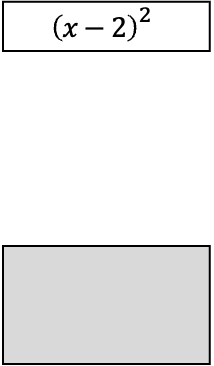 (x − 2)²